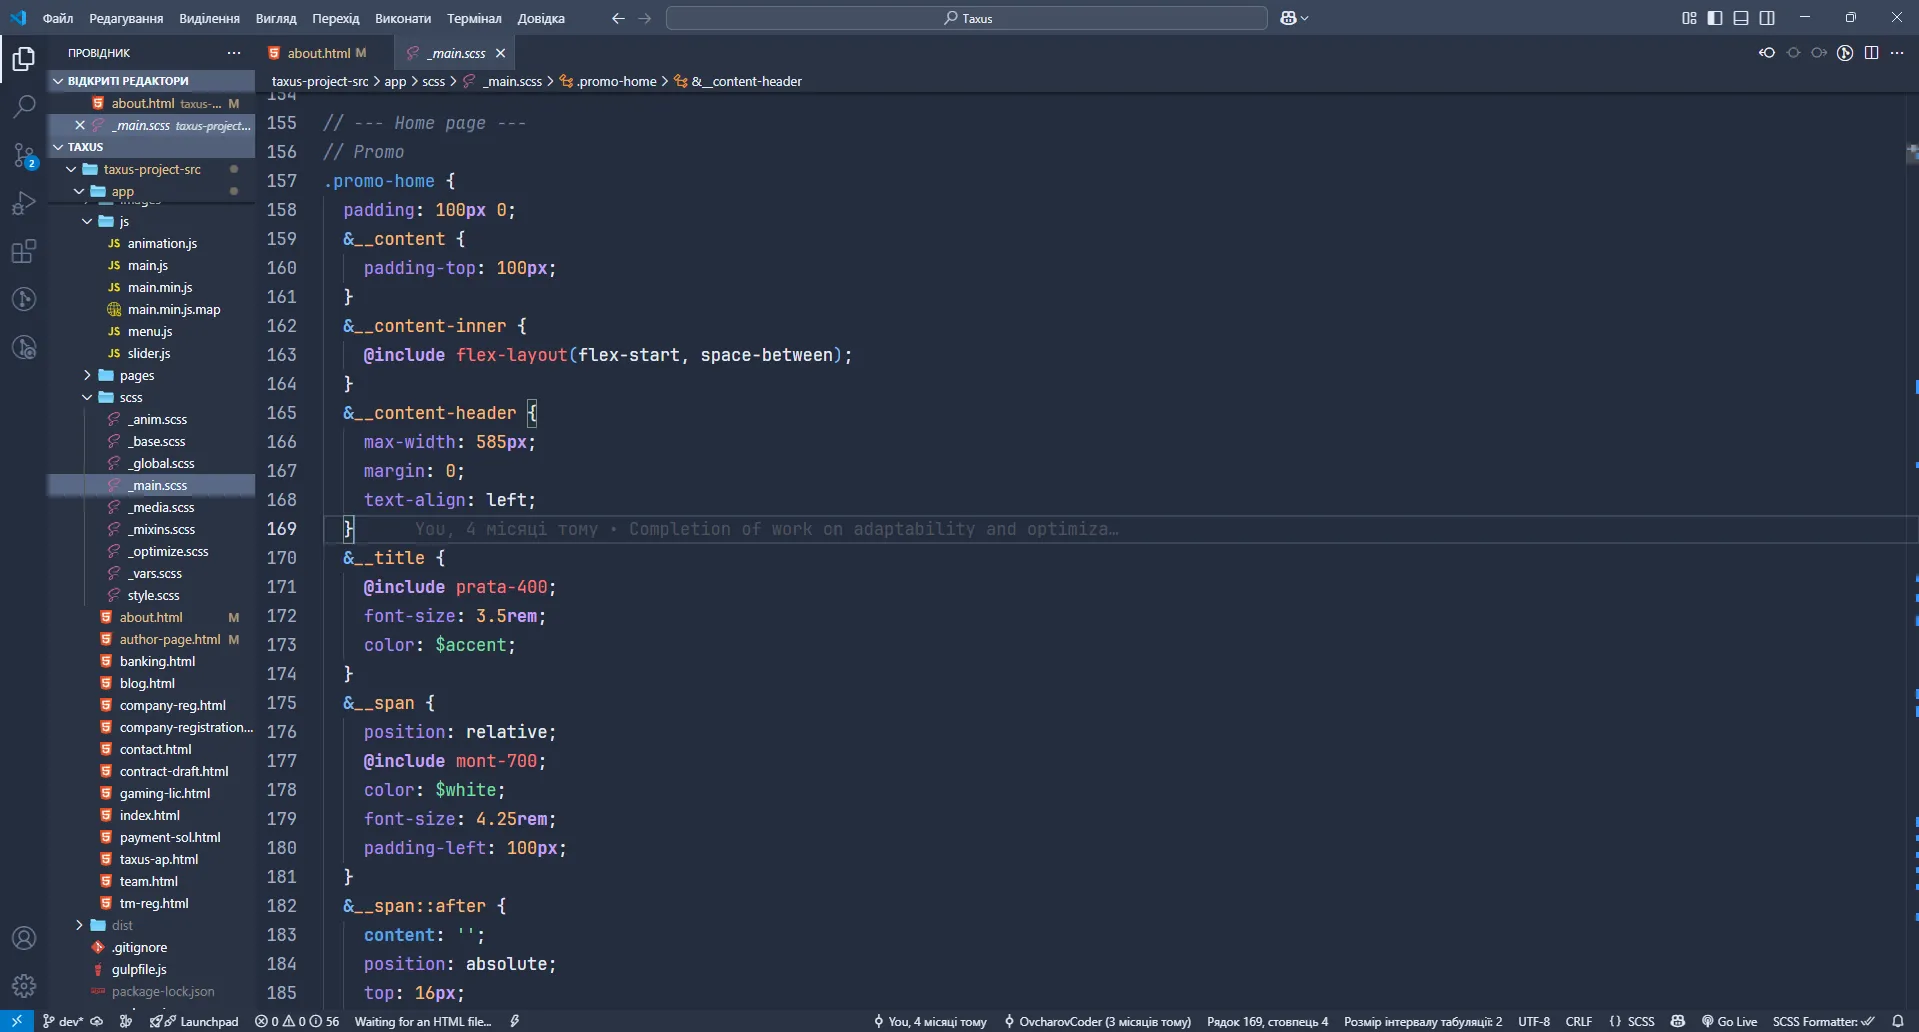 Файл Редагування Виділення Вигляд Перехід Виконати Термінал Довідка
Taxus
ПРОВІДНИК
ВІДКРИТІ РЕДАКТОРИ
about.html taxus-... M
_main.scss taxus-project...
TAXUS
taxus-project-src
app
images
js
JS animation.js
JS main.js
JS main.min.js
main.min.js.map
JS menu.js
JS slider.js
pages
scss
_anim.scss
_base.scss
_global.scss
_main.scss
_media.scss
_mixins.scss
_optimize.scss
_vars.scss
style.scss
about.html M
author-page.html M
banking.html
blog.html
company-reg.html
company-registration...
contact.html
contract-draft.html
gaming-lic.html
index.html
payment-sol.html
taxus-ap.html
team.html
tm-reg.html
dist
.gitignore
gulpfile.js
package-lock.json
2
about.html M
_main.scss
taxus-project-src > app > scss > _main.scss > .promo-home > &__content-header
154
155 // --- Home page ---
156 // Promo
157 .promo-home {
158 padding: 100px 0;
159 &__content {
160 padding-top: 100px;
161 }
162 &__content-inner {
163 @include flex-layout(flex-start, space-between);
164 }
165 &__content-header {
166 max-width: 585px;
167 margin: 0;
168 text-align: left;
169 } You, 4 місяці тому • Completion of work on adaptability and optimiza…
170 &__title {
171 @include prata-400;
172 font-size: 3.5rem;
173 color: $accent;
174 }
175 &__span {
176 position: relative;
177 @include mont-700;
178 color: $white;
179 font-size: 4.25rem;
180 padding-left: 100px;
181 }
182 &__span::after {
183 content: '';
184 position: absolute;
185 top: 16px;
dev* Launchpad 0 0 56 Waiting for an HTML file... You, 4 місяці тому OvcharovCoder (3 місяців тому) Рядок 169, стовпець 4 Розмір інтервалу табуляції: 2 UTF-8 CRLF {} SCSS Go Live SCSS Formatter: